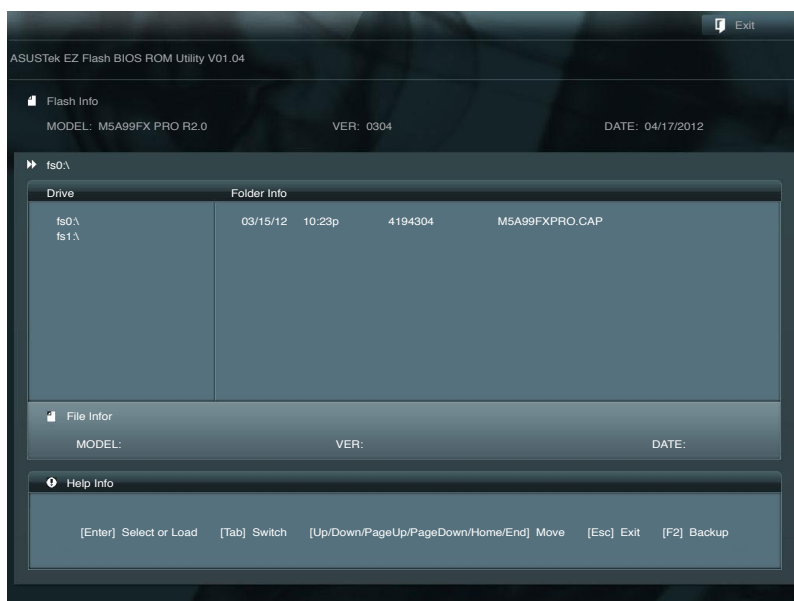 Exit
ASUSTek EZ Flash BIOS ROM Utility V01.04
Flash Info
MODEL: M5A99FX PRO R2.0 VER: 0304 DATE: 04/17/2012
fs0:\
Drive Folder Info
fs0:\ 03/15/12 10:23p 4194304 M5A99FXPRO.CAP
fs1:\
File Infor
MODEL: VER: DATE:
Help Info
[Enter] Select or Load [Tab] Switch [Up/Down/PageUp/PageDown/Home/End] Move [Esc] Exit [F2] Backup